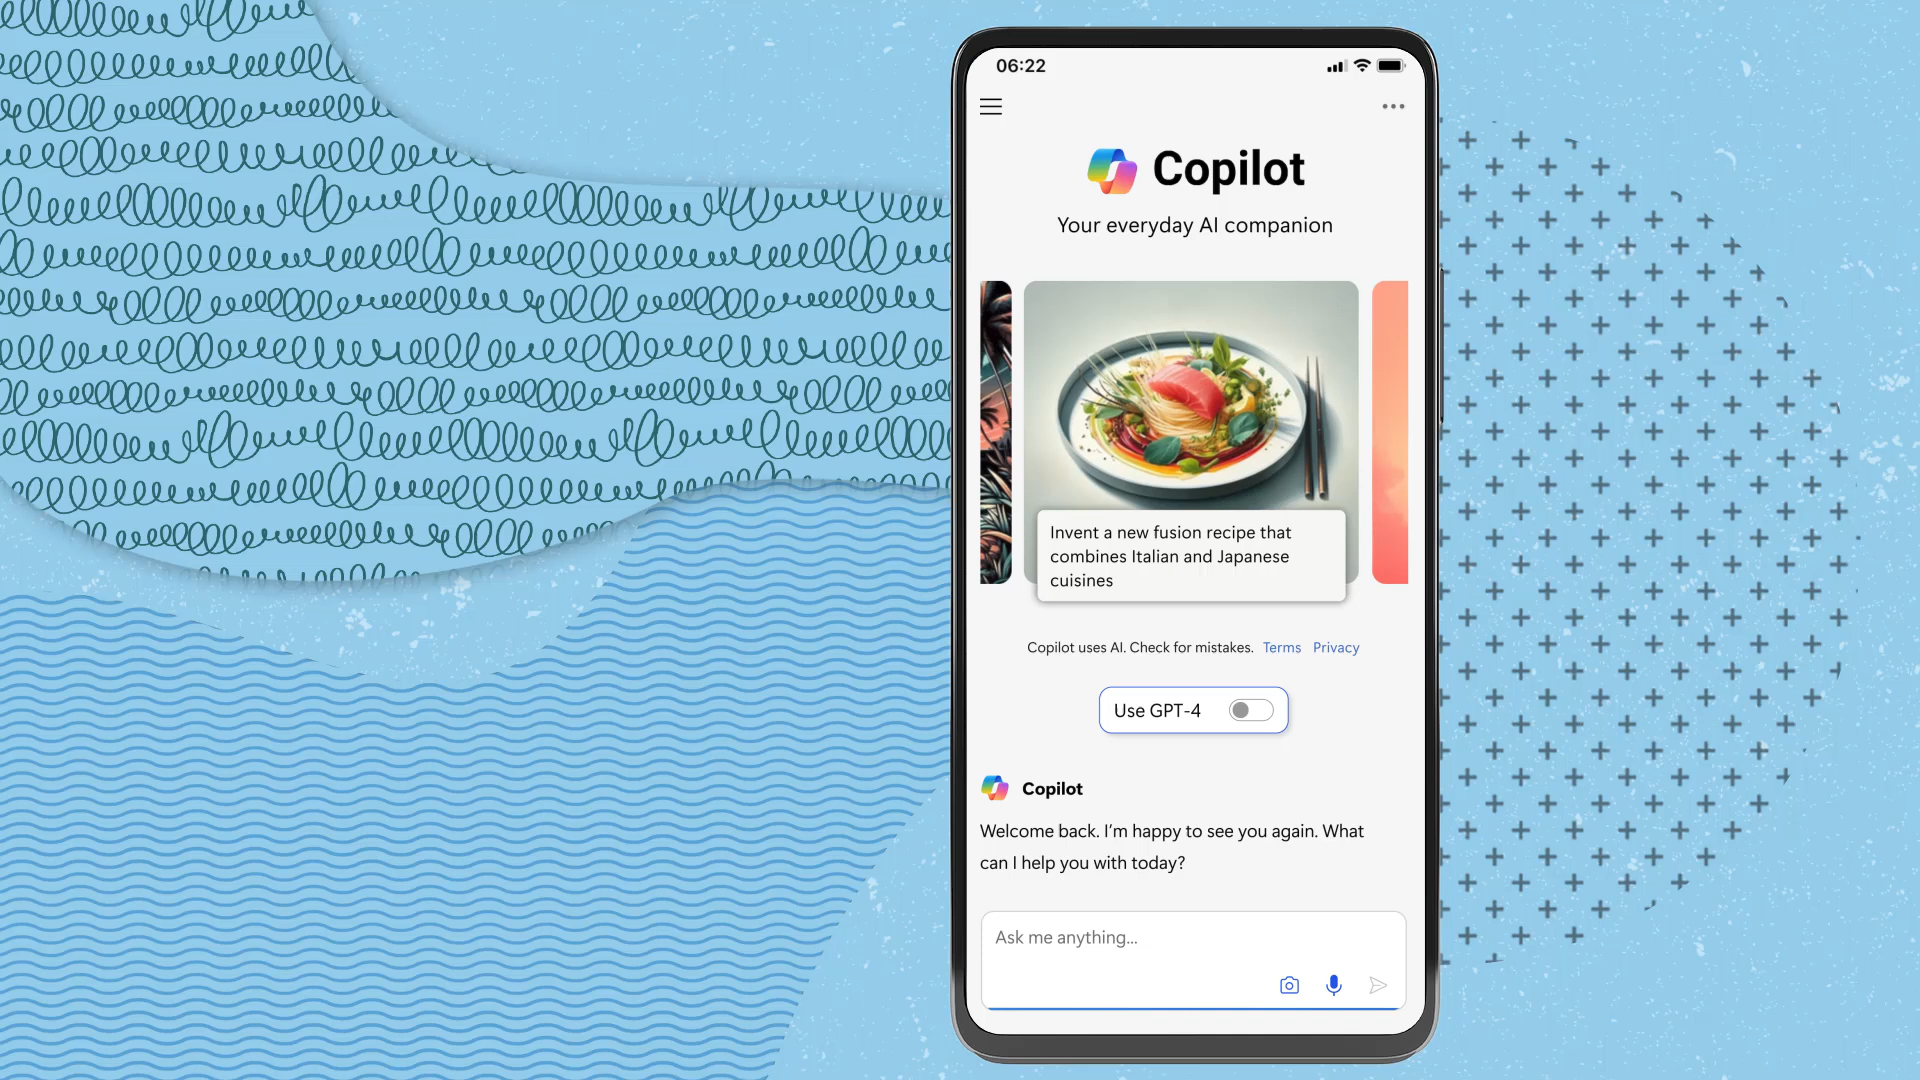 06:22
Copilot
Your everyday AI companion
Invent a new fusion recipe that
combines Italian and Japanese
cuisines
Copilot uses AI. Check for mistakes. Terms Privacy
Use GPT-4
Copilot
Welcome back. I’m happy to see you again. What
can I help you with today?
Ask me anything...